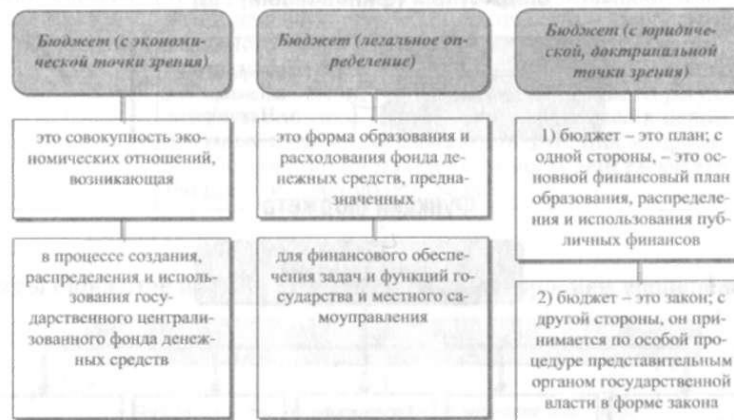 Бюджет (с экономи-
ческой точки зрения)
это совокупность эко-
номических отношений,
возникающая
в процессе создания,
распределения и исполь-
зования госу-
дарственного централи-
зованного фонда денеж-
ных средств
Бюджет (легальное оп-
ределение)
это форма образования и
расходования фонда де-
нежных средств, предна-
значенных
для финансового обеспе-
чения задач и функций го-
сударства и местного са-
моуправления
Бюджет (с юридиче-
ской, доктринальной
точки зрения)
1) бюджет – это план; с
одной стороны, – это ос-
новной финансовый план
образования, распределе-
ния и использования пуб-
личных финансов
2) бюджет – это закон; с
другой стороны, он при-
нимается по особой про-
цедуре представительным
органом государственной
власти в форме закона